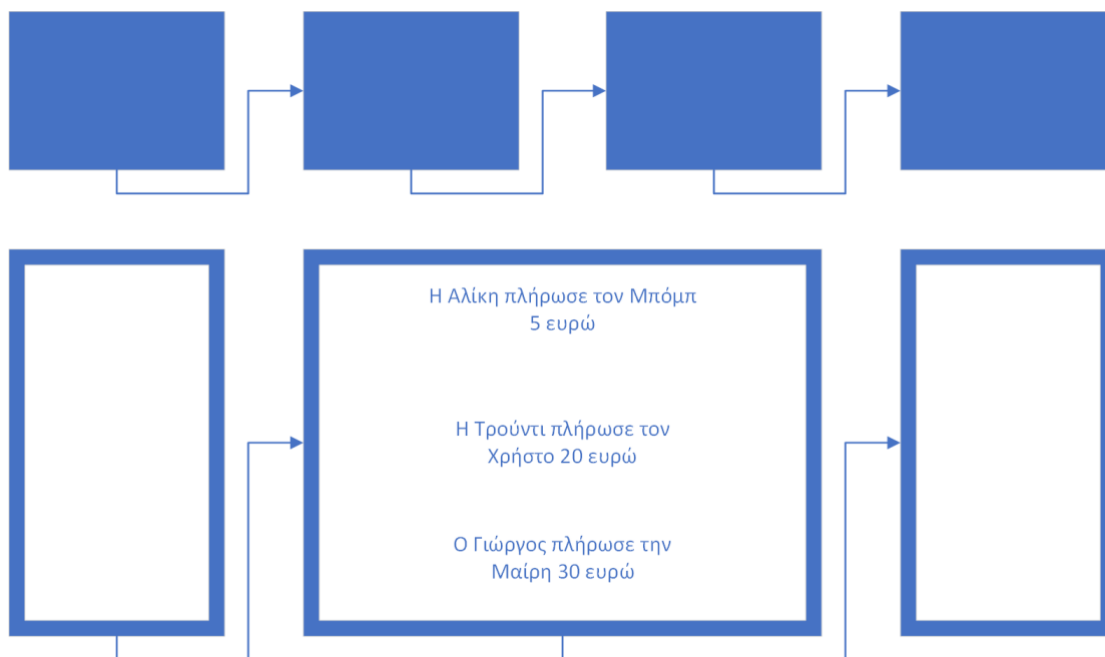 Η Αλίκη πλήρωσε τον Μπόμπ
5 ευρώ
Η Τρούντι πλήρωσε τον
Χρήστο 20 ευρώ
Ο Γιώργος πλήρωσε την
Μαίρη 30 ευρώ